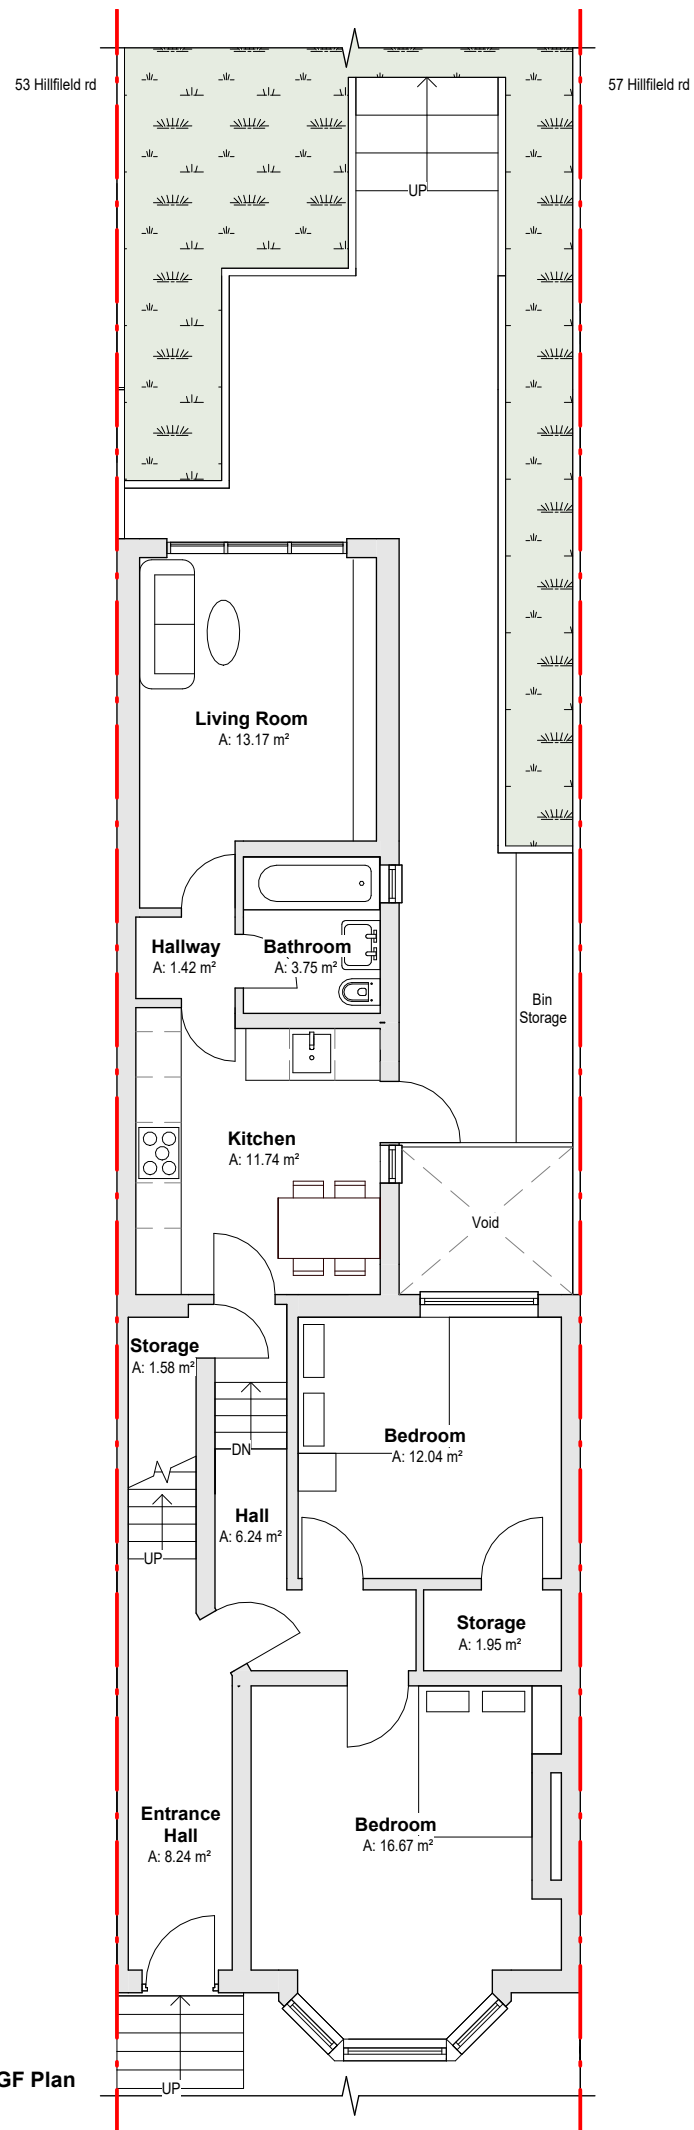 53 Hillfileld rd
57 Hillfileld rd
UP
Living Room
A: 13.17 m²
Hallway
A: 1.42 m²
Bathroom
A: 3.75 m²
Bin
Storage
Kitchen
A: 11.74 m²
Void
Storage
A: 1.58 m²
Bedroom
A: 12.04 m²
DN
Hall
A: 6.24 m²
UP
Storage
A: 1.95 m²
Entrance
Hall
A: 8.24 m²
Bedroom
A: 16.67 m²
GF Plan
UP